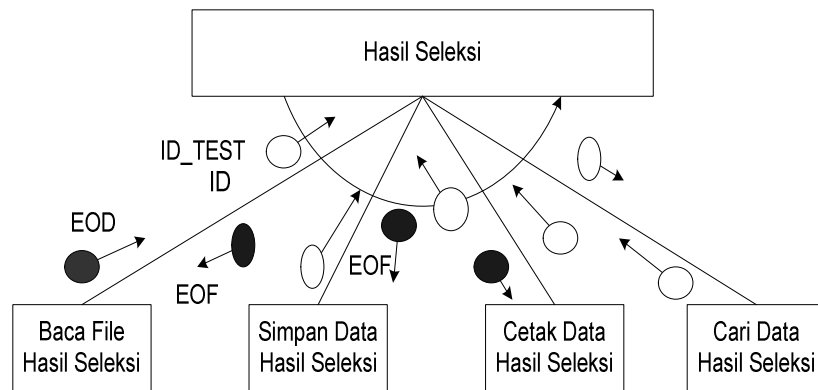 Hasil Seleksi
ID_TEST
ID
EOD
EOF
EOF
Baca File
Hasil Seleksi
Simpan Data
Hasil Seleksi
Cetak Data
Hasil Seleksi
Cari Data
Hasil Seleksi